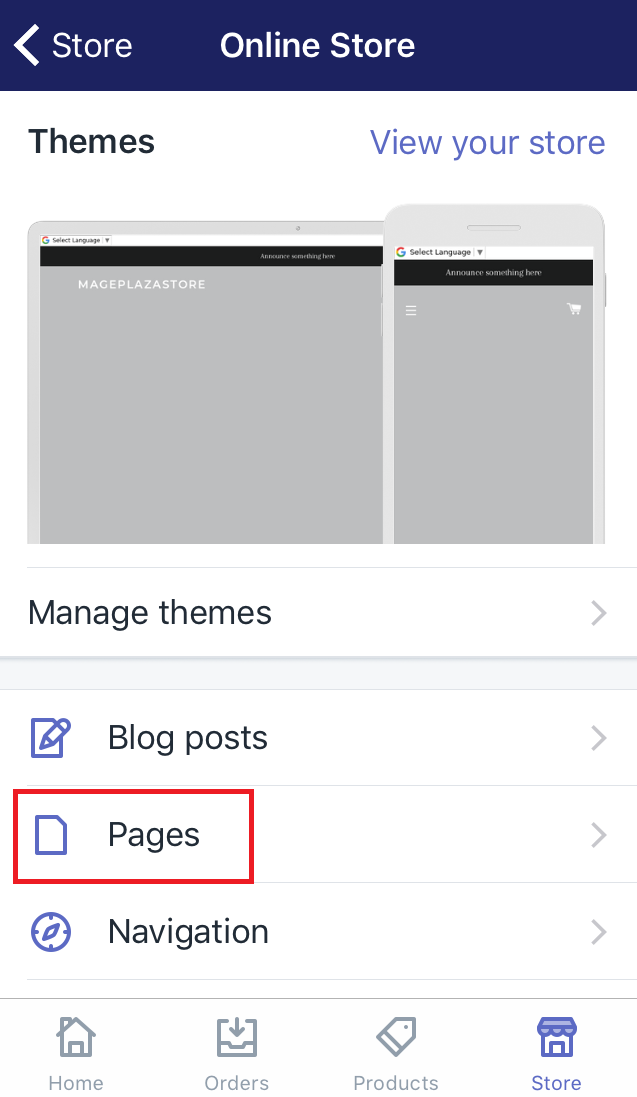 Store
Online Store
Themes
View your store
Select Language ▼
Announce something here
MAGEPLAZASTORE
Select Language ▼
Announce something here
Manage themes
Blog posts
Pages
Navigation
Home
Orders
Products
Store